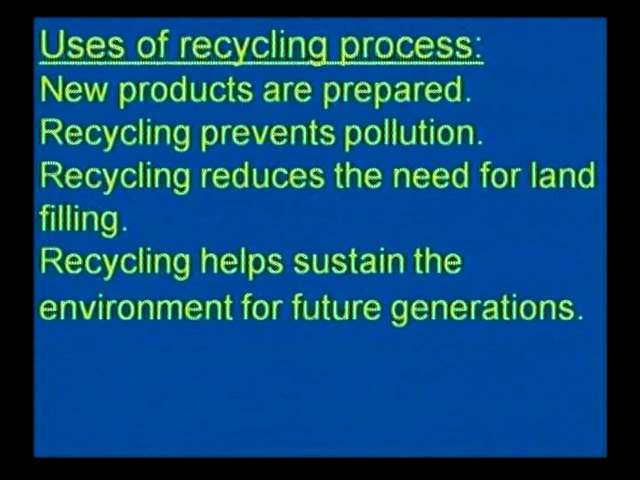 Uses of recycling process:
New products are prepared.
Recycling prevents pollution.
Recycling reduces the need for land
filling.
Recycling helps sustain the
environment for future generations.